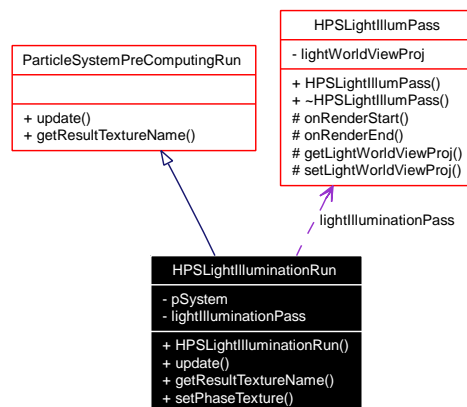 HPSLightIllumPass
- lightWorldViewProj
+ HPSLightIllumPass()
+ ~HPSLightIllumPass()
# onRenderStart()
# onRenderEnd()
# getLightWorldViewProj()
# setLightWorldViewProj()
ParticleSystemPreComputingRun
+ update()
+ getResultTextureName()
lightIlluminationPass
HPSLightIlluminationRun
- pSystem
- lightIlluminationPass
+ HPSLightIlluminationRun()
+ update()
+ getResultTextureName()
+ setPhaseTexture()